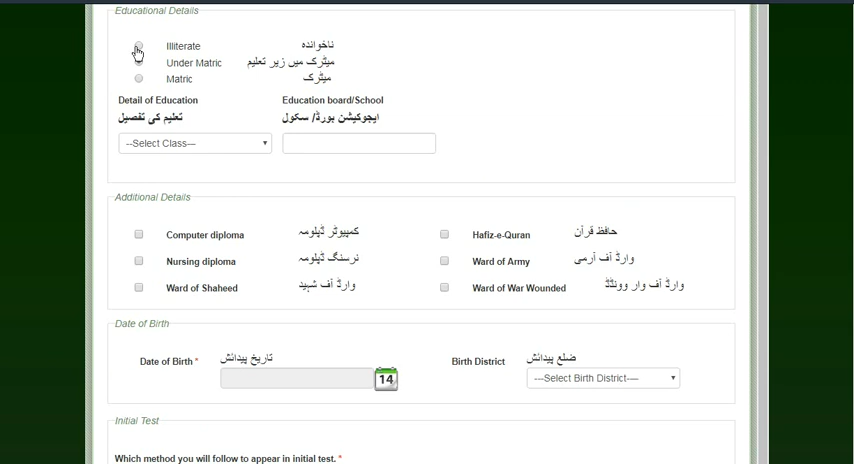 Educational Details
Illiterate ناخواندہ
Under Matric میٹرک میں زیر تعلیم
Matric میٹرک
Detail of Education Education board/School
تعلیم کی تفصیل ایجوکیشن بورڈ/ سکول
--Select Class---
Additional Details
Computer diploma کمپیوٹر ڈپلومہ Hafiz-e-Quran حافظ قرآن
Nursing diploma نرسنگ ڈپلومہ Ward of Army وارڈ آف آرمی
Ward of Shaheed وارڈ آف شہید Ward of War Wounded وارڈ آف وار وونڈڈ
Date of Birth
Date of Birth * تاریخ پیدائش Birth District ضلع پیدائش
14 ---Select Birth District----
Initial Test
Which method you will follow to appear in initial test. *